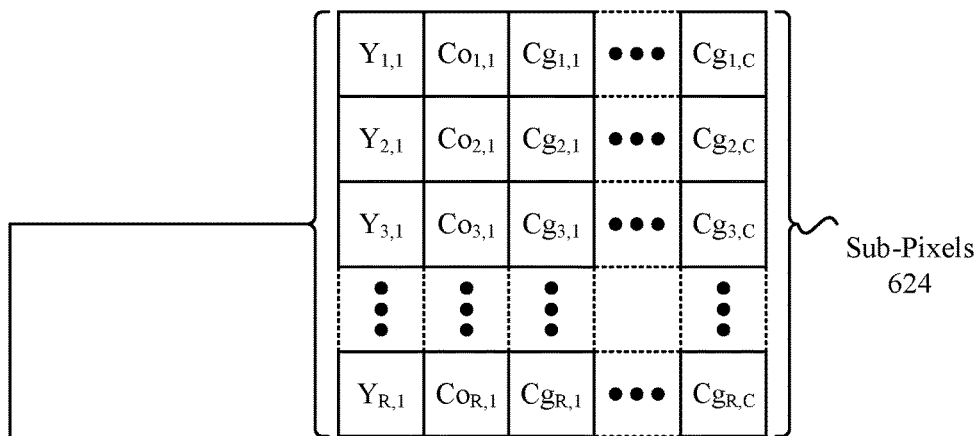 Y1,1 Co1,1 Cg1,1 ●●● Cg1,C
Y2,1 Co2,1 Cg2,1 ●●● Cg2,C
Y3,1 Co3,1 Cg3,1 ●●● Cg3,C
Sub-Pixels
624
YR,1 CoR,1 CgR,1 ●●● CgR,C